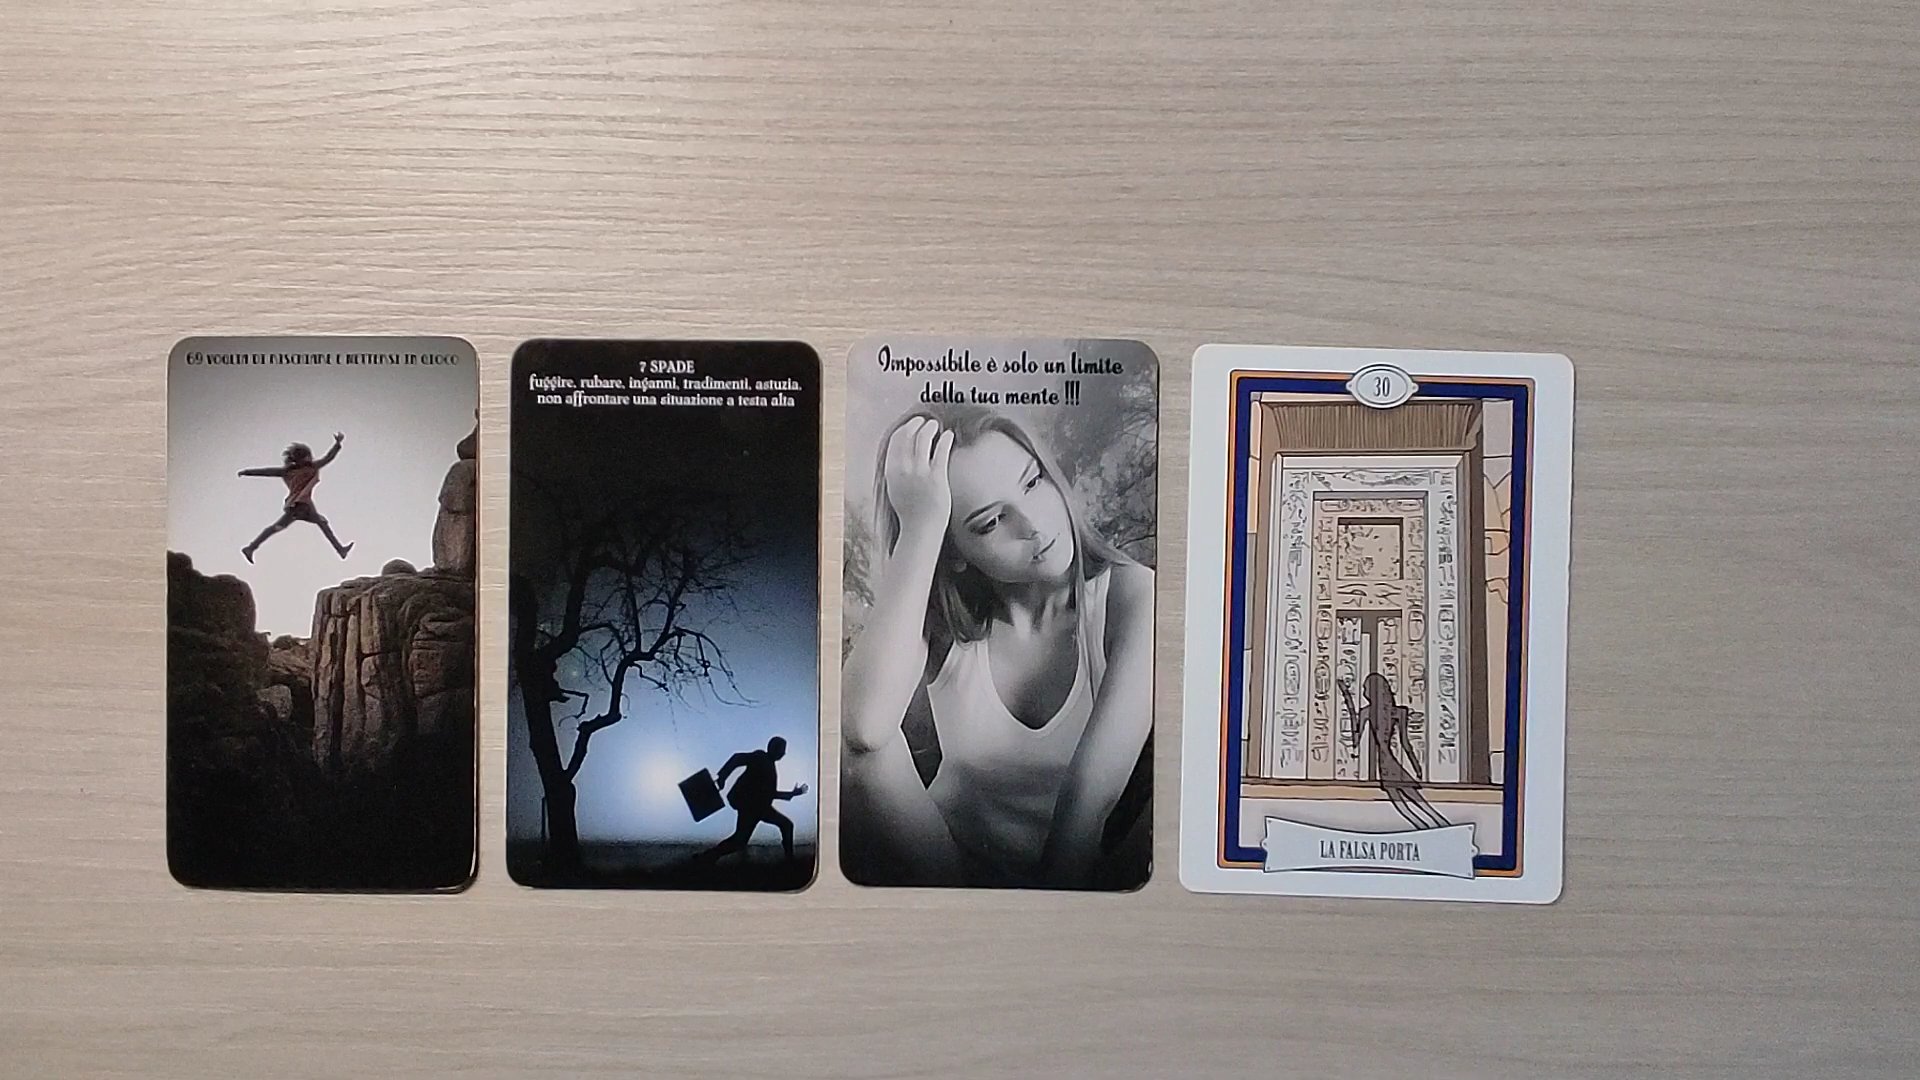 69 VOGLIA DI RISCHIARE E METTERSI IN GIOCO
7 SPADE
fuggire, rubare, inganni, tradimenti, astuzia,
non affrontare una situazione a testa alta
Impossibile è solo un limite
della tua mente !!!
30
LA FALSA PORTA